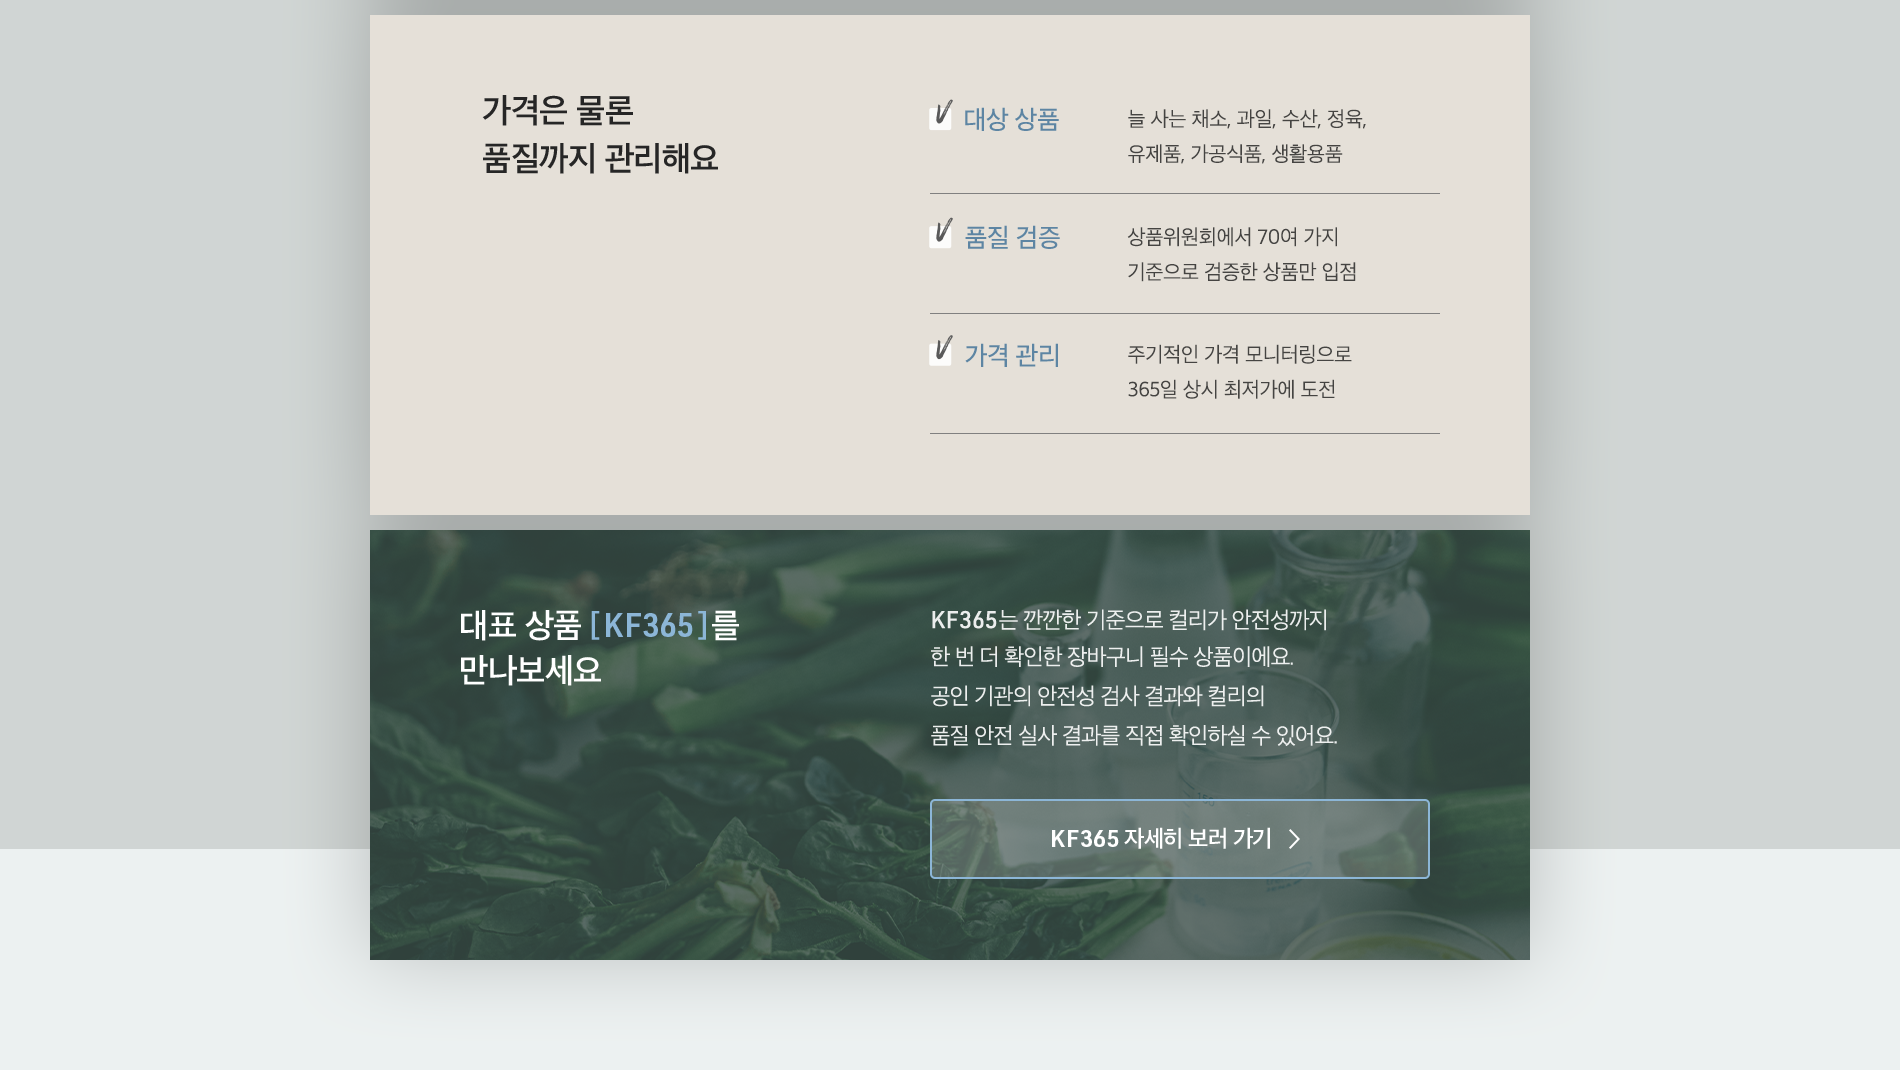 가격은 물론
품질까지 관리해요
대상 상품
늘 사는 채소, 과일, 수산, 정육,
유제품, 가공식품, 생활용품
품질 검증
상품위원회에서 70여 가지
기준으로 검증한 상품만 입점
가격 관리
주기적인 가격 모니터링으로
365일 상시 최저가에 도전
대표 상품 [KF365]를
만나보세요
KF365는 깐깐한 기준으로 컬리가 안전성까지
한 번 더 확인한 장바구니 필수 상품이에요.
공인 기관의 안전성 검사 결과와 컬리의
품질 안전 실사 결과를 직접 확인하실 수 있어요.
KF365 자세히 보러 가기